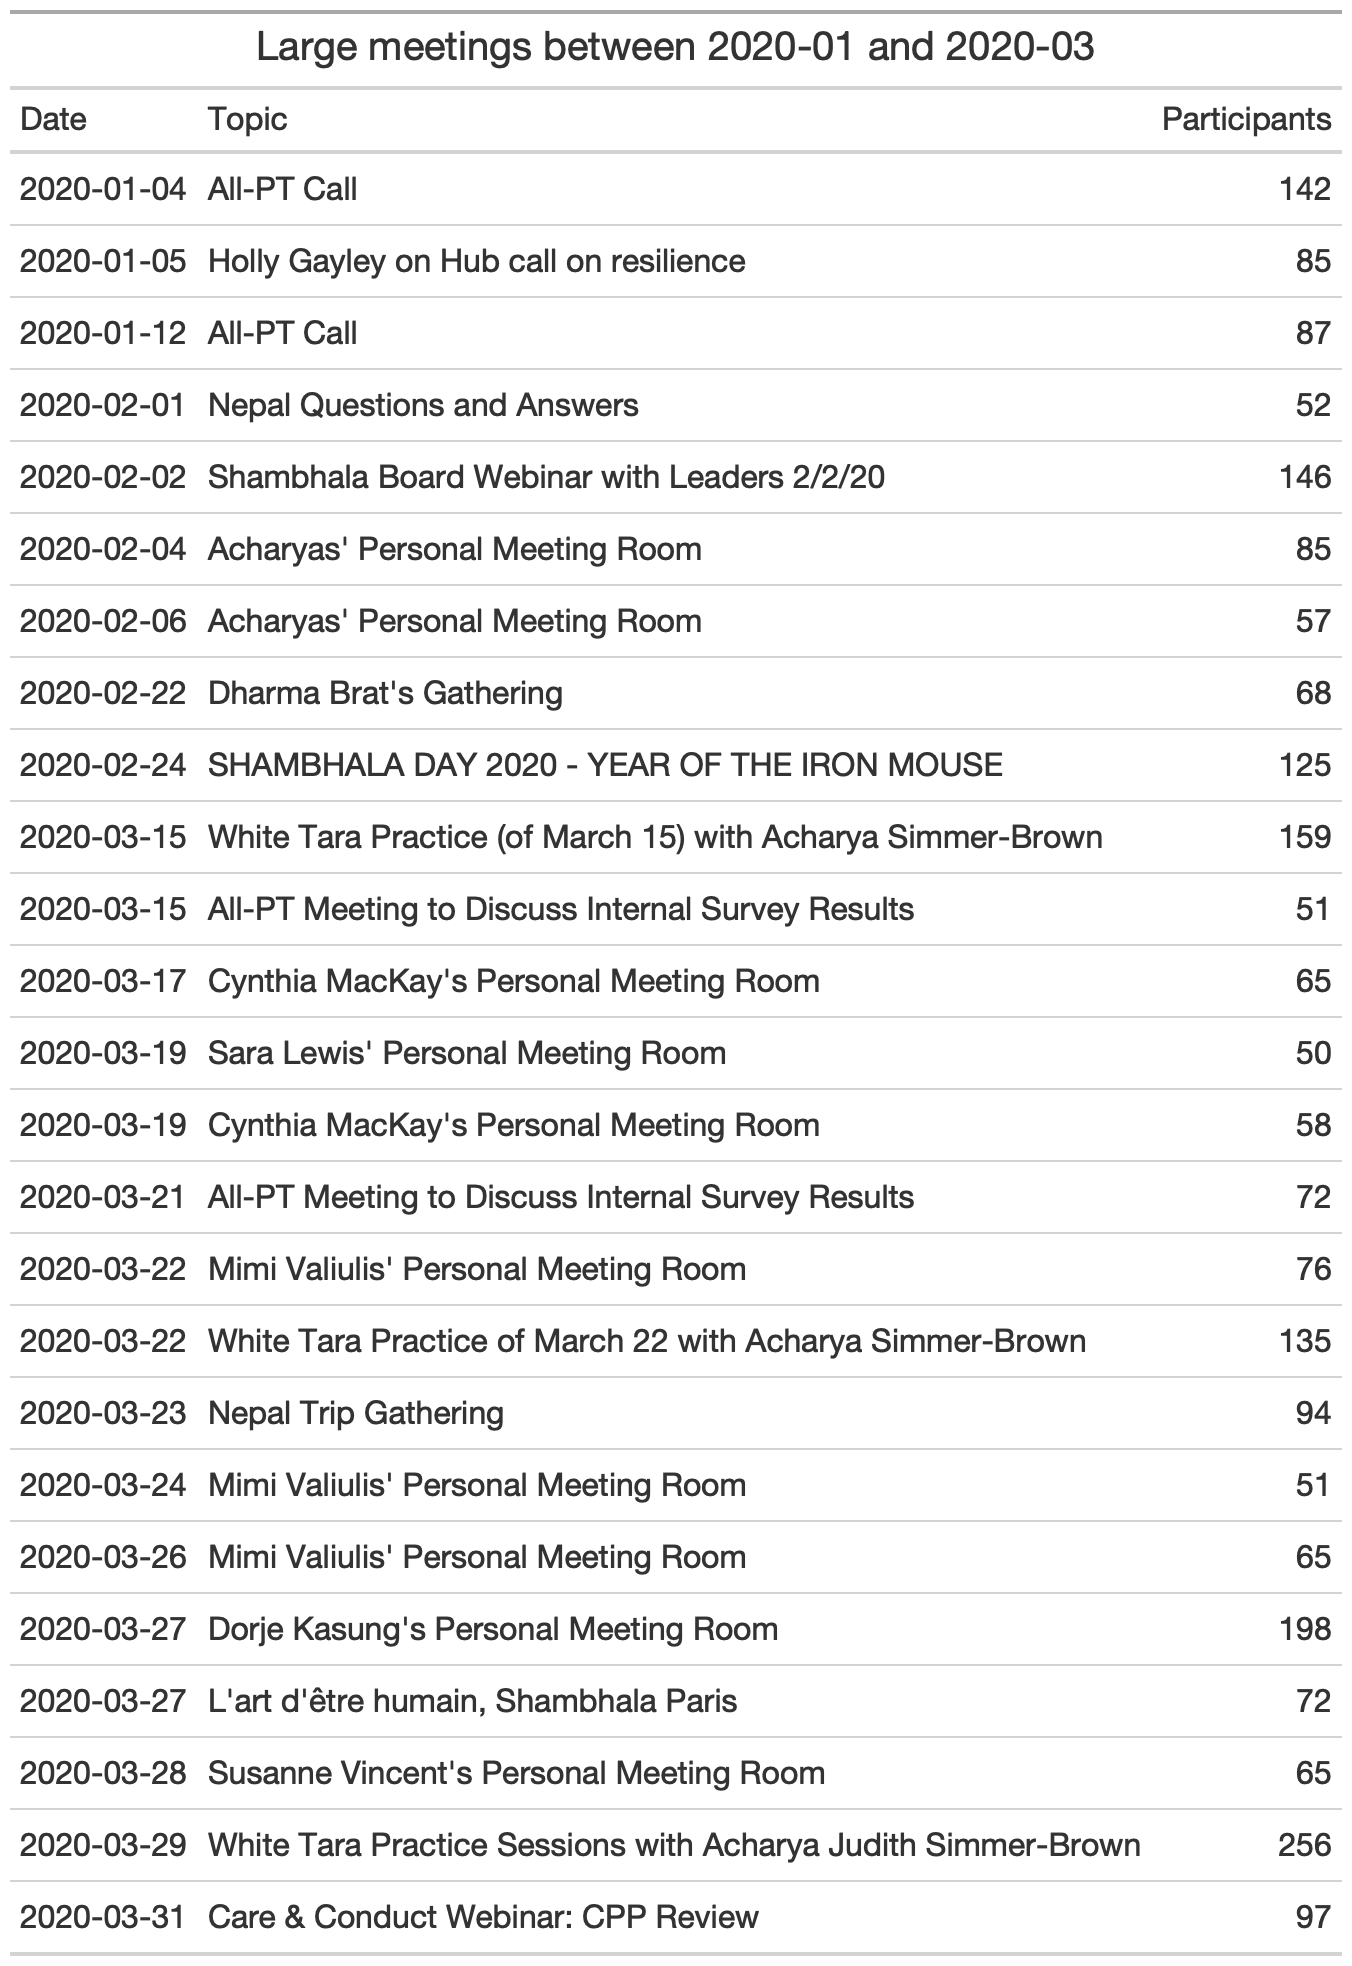 Large meetings between 2020-01 and 2020-03
Date Topic Participants
2020-01-04 All-PT Call 142
2020-01-05 Holly Gayley on Hub call on resilience 85
2020-01-12 All-PT Call 87
2020-02-01 Nepal Questions and Answers 52
2020-02-02 Shambhala Board Webinar with Leaders 2/2/20 146
2020-02-04 Acharyas' Personal Meeting Room 85
2020-02-06 Acharyas' Personal Meeting Room 57
2020-02-22 Dharma Brat's Gathering 68
2020-02-24 SHAMBHALA DAY 2020 - YEAR OF THE IRON MOUSE 125
2020-03-15 White Tara Practice (of March 15) with Acharya Simmer-Brown 159
2020-03-15 All-PT Meeting to Discuss Internal Survey Results 51
2020-03-17 Cynthia MacKay's Personal Meeting Room 65
2020-03-19 Sara Lewis' Personal Meeting Room 50
2020-03-19 Cynthia MacKay's Personal Meeting Room 58
2020-03-21 All-PT Meeting to Discuss Internal Survey Results 72
2020-03-22 Mimi Valiulis' Personal Meeting Room 76
2020-03-22 White Tara Practice of March 22 with Acharya Simmer-Brown 135
2020-03-23 Nepal Trip Gathering 94
2020-03-24 Mimi Valiulis' Personal Meeting Room 51
2020-03-26 Mimi Valiulis' Personal Meeting Room 65
2020-03-27 Dorje Kasung's Personal Meeting Room 198
2020-03-27 L'art d'être humain, Shambhala Paris 72
2020-03-28 Susanne Vincent's Personal Meeting Room 65
2020-03-29 White Tara Practice Sessions with Acharya Judith Simmer-Brown 256
2020-03-31 Care & Conduct Webinar: CPP Review 97